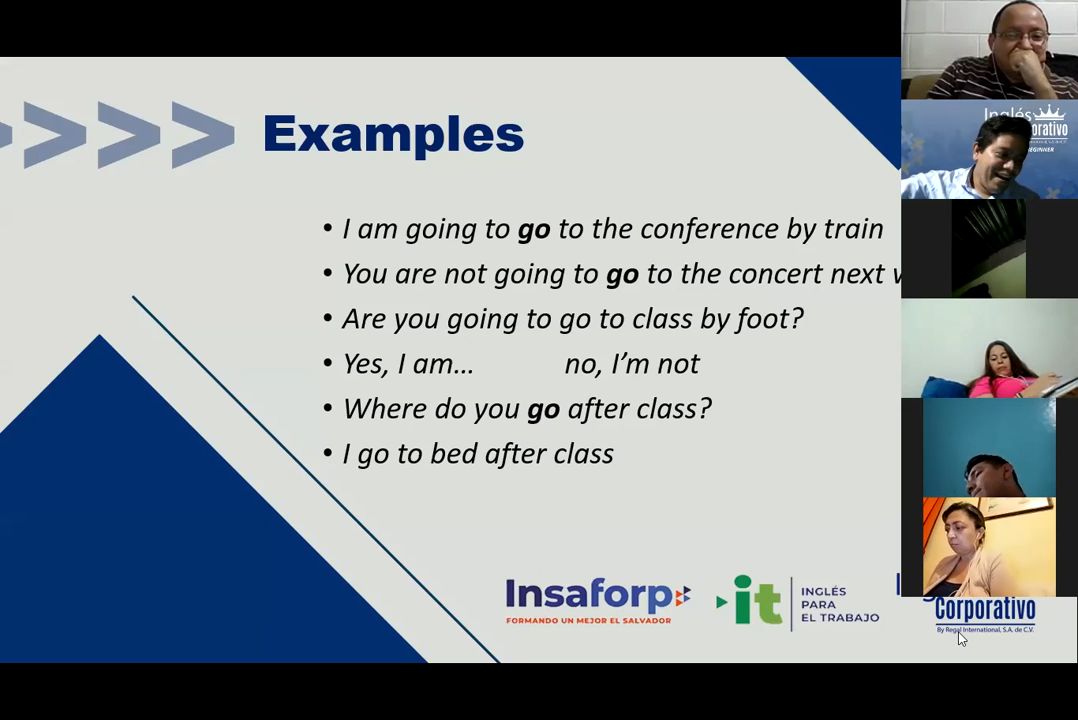 Examples
• I am going to go to the conference by train
• You are not going to go to the concert next
• Are you going to go to class by foot?
• Yes, I am... no, I'm not
• Where do you go after class?
• I go to bed after class
Inglés
BEGINNER
Insaforp
FORMANDO UN MEJOR EL SALVADOR
it
INGLÉS
PARA
EL TRABAJO
Corporativo
By Regal International, S.A. de C.V.